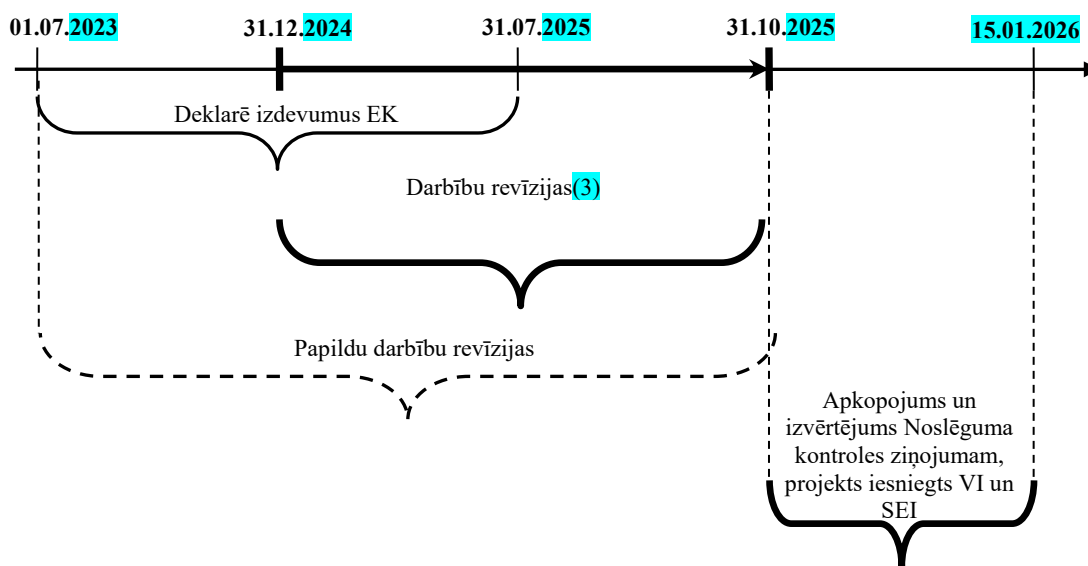 01.07.2023 31.12.2024 31.07.2025 31.10.2025 15.01.2026
Deklarē izdevumus EK
Darbību revīzijas(3)
Papildu darbību revīzijas
Apkopojums un
izvērtējums Noslēguma
kontroles ziņojumam,
projekts iesniegts VI un
SEI